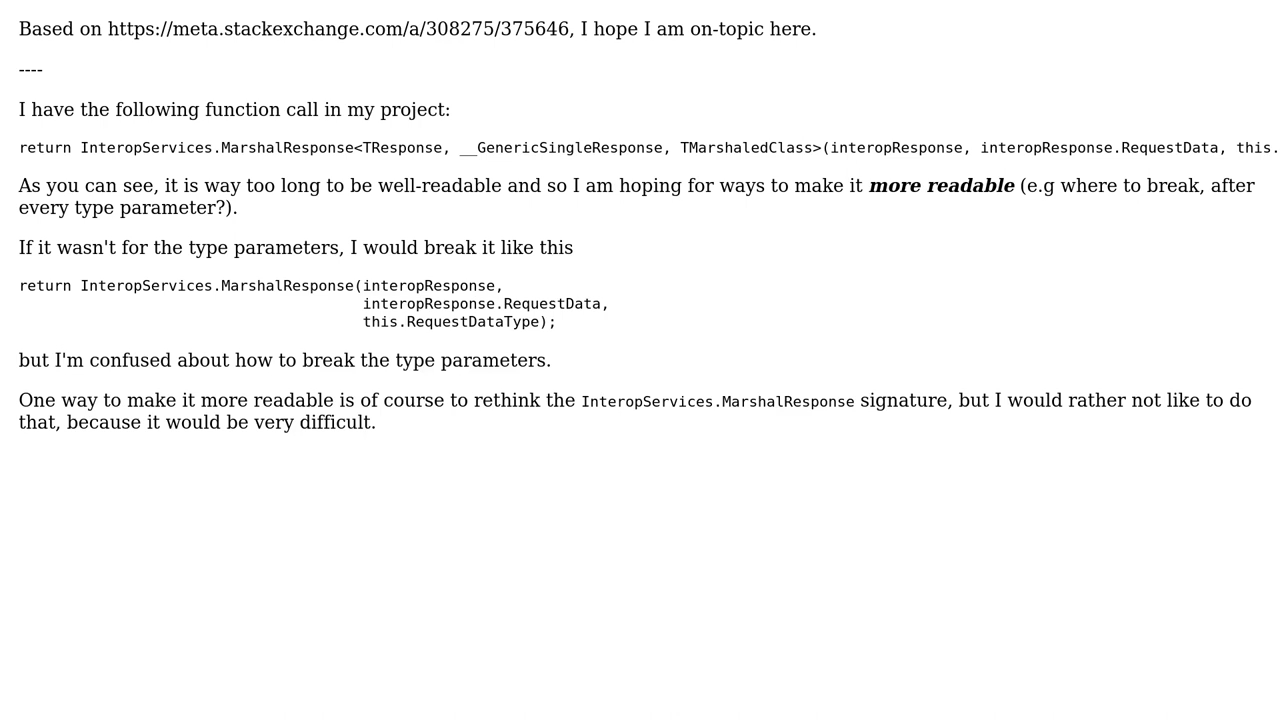 Based on https://meta.stackexchange.com/a/308275/375646, I hope I am on-topic here.
----
I have the following function call in my project:
return InteropServices.MarshalResponse<TResponse, __GenericSingleResponse, TMarshaledClass>(interopResponse, interopResponse.RequestData, this.
As you can see, it is way too long to be well-readable and so I am hoping for ways to make it more readable (e.g where to break, after
every type parameter?).
If it wasn't for the type parameters, I would break it like this
return InteropServices.MarshalResponse(interopResponse,
                                       interopResponse.RequestData,
                                       this.RequestDataType);
but I'm confused about how to break the type parameters.
One way to make it more readable is of course to rethink the InteropServices.MarshalResponse signature, but I would rather not like to do
that, because it would be very difficult.